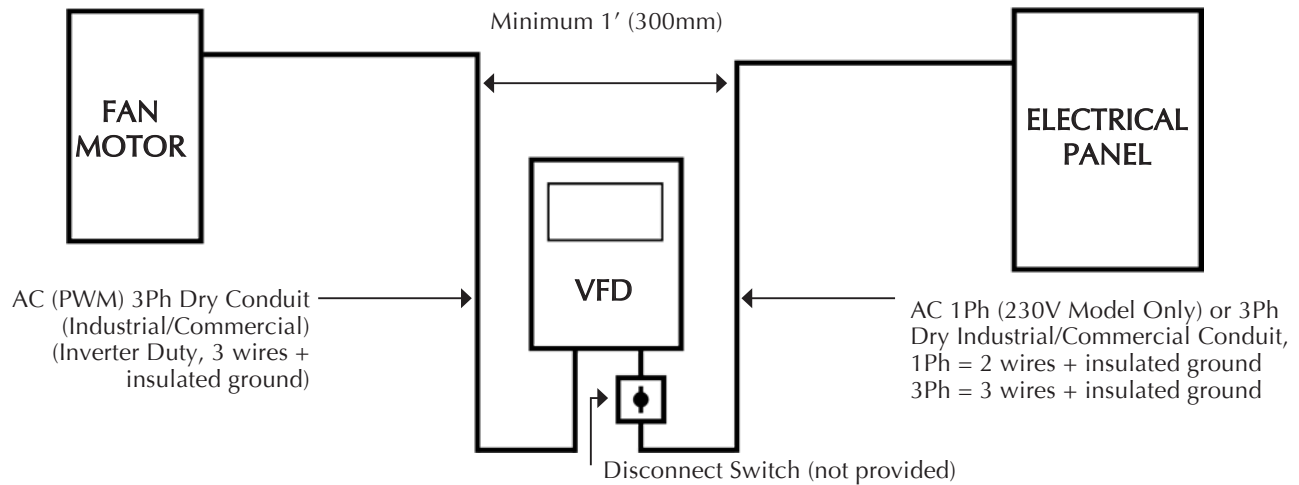 Minimum 1’ (300mm)
FAN
MOTOR
ELECTRICAL
PANEL
VFD
AC (PWM) 3Ph Dry Conduit
(Industrial/Commercial)
(Inverter Duty, 3 wires +
insulated ground)
AC 1Ph (230V Model Only) or 3Ph
Dry Industrial/Commercial Conduit,
1Ph = 2 wires + insulated ground
3Ph = 3 wires + insulated ground
Disconnect Switch (not provided)